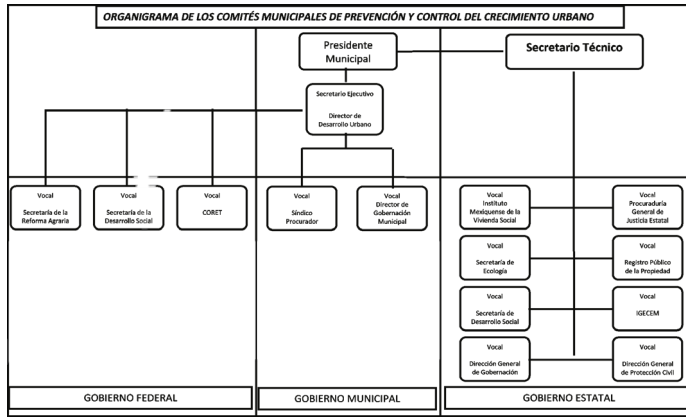 ORGANIGRAMA DE LOS COMITÉS MUNICIPALES DE PREVENCIÓN Y CONTROL DEL CRECIMIENTO URBANO
Presidente
Municipal
Secretario Técnico
Secretario Ejecutivo
Director de
Desarrollo Urbano
Vocal
Secretaría de la
Reforma Agraria
Vocal
Secretaría de la
Desarrollo Social
Vocal
CORET
Vocal
Síndico
Procurador
Vocal
Director de
Gobernación
Municipal
Vocal
Instituto
Mexiquense de la
Vivienda Social
Vocal
Procuraduría
General de
Justicia Estatal
Vocal
Secretaría de
Ecología
Vocal
Registro Público
de la Propiedad
Vocal
Secretaría de
Desarrollo Social
Vocal
IGECEM
Vocal
Dirección General
de Gobernación
Vocal
Dirección General
de Protección Civil
GOBIERNO FEDERAL
GOBIERNO MUNICIPAL
GOBIERNO ESTATAL